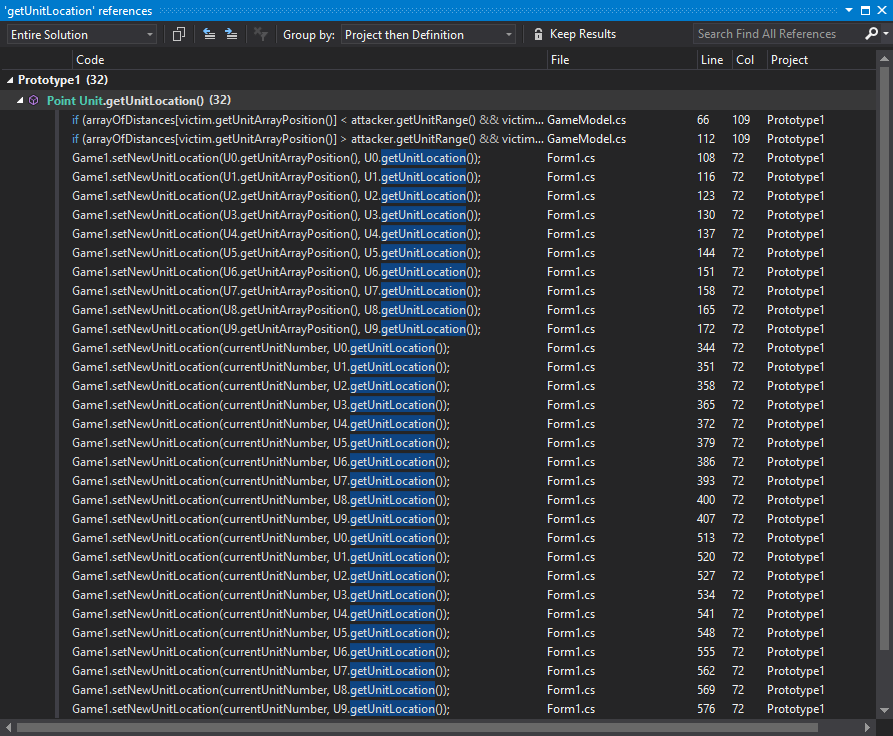 'getUnitLocation' references
Entire Solution Group by: Project then Definition Keep Results Search Find All References
Code File Line Col Project
Prototype1 (32)
Point Unit.getUnitLocation() (32)
if (arrayOfDistances[victim.getUnitArrayPosition()] < attacker.getUnitRange() && victim... GameModel.cs 66 109 Prototype1
if (arrayOfDistances[victim.getUnitArrayPosition()] > attacker.getUnitRange() && victim... GameModel.cs 112 109 Prototype1
Game1.setNewUnitLocation(U0.getUnitArrayPosition(), U0.getUnitLocation()); Form1.cs 108 72 Prototype1
Game1.setNewUnitLocation(U1.getUnitArrayPosition(), U1.getUnitLocation()); Form1.cs 116 72 Prototype1
Game1.setNewUnitLocation(U2.getUnitArrayPosition(), U2.getUnitLocation()); Form1.cs 123 72 Prototype1
Game1.setNewUnitLocation(U3.getUnitArrayPosition(), U3.getUnitLocation()); Form1.cs 130 72 Prototype1
Game1.setNewUnitLocation(U4.getUnitArrayPosition(), U4.getUnitLocation()); Form1.cs 137 72 Prototype1
Game1.setNewUnitLocation(U5.getUnitArrayPosition(), U5.getUnitLocation()); Form1.cs 144 72 Prototype1
Game1.setNewUnitLocation(U6.getUnitArrayPosition(), U6.getUnitLocation()); Form1.cs 151 72 Prototype1
Game1.setNewUnitLocation(U7.getUnitArrayPosition(), U7.getUnitLocation()); Form1.cs 158 72 Prototype1
Game1.setNewUnitLocation(U8.getUnitArrayPosition(), U8.getUnitLocation()); Form1.cs 165 72 Prototype1
Game1.setNewUnitLocation(U9.getUnitArrayPosition(), U9.getUnitLocation()); Form1.cs 172 72 Prototype1
Game1.setNewUnitLocation(currentUnitNumber, U0.getUnitLocation()); Form1.cs 344 72 Prototype1
Game1.setNewUnitLocation(currentUnitNumber, U1.getUnitLocation()); Form1.cs 351 72 Prototype1
Game1.setNewUnitLocation(currentUnitNumber, U2.getUnitLocation()); Form1.cs 358 72 Prototype1
Game1.setNewUnitLocation(currentUnitNumber, U3.getUnitLocation()); Form1.cs 365 72 Prototype1
Game1.setNewUnitLocation(currentUnitNumber, U4.getUnitLocation()); Form1.cs 372 72 Prototype1
Game1.setNewUnitLocation(currentUnitNumber, U5.getUnitLocation()); Form1.cs 379 72 Prototype1
Game1.setNewUnitLocation(currentUnitNumber, U6.getUnitLocation()); Form1.cs 386 72 Prototype1
Game1.setNewUnitLocation(currentUnitNumber, U7.getUnitLocation()); Form1.cs 393 72 Prototype1
Game1.setNewUnitLocation(currentUnitNumber, U8.getUnitLocation()); Form1.cs 400 72 Prototype1
Game1.setNewUnitLocation(currentUnitNumber, U9.getUnitLocation()); Form1.cs 407 72 Prototype1
Game1.setNewUnitLocation(currentUnitNumber, U0.getUnitLocation()); Form1.cs 513 72 Prototype1
Game1.setNewUnitLocation(currentUnitNumber, U1.getUnitLocation()); Form1.cs 520 72 Prototype1
Game1.setNewUnitLocation(currentUnitNumber, U2.getUnitLocation()); Form1.cs 527 72 Prototype1
Game1.setNewUnitLocation(currentUnitNumber, U3.getUnitLocation()); Form1.cs 534 72 Prototype1
Game1.setNewUnitLocation(currentUnitNumber, U4.getUnitLocation()); Form1.cs 541 72 Prototype1
Game1.setNewUnitLocation(currentUnitNumber, U5.getUnitLocation()); Form1.cs 548 72 Prototype1
Game1.setNewUnitLocation(currentUnitNumber, U6.getUnitLocation()); Form1.cs 555 72 Prototype1
Game1.setNewUnitLocation(currentUnitNumber, U7.getUnitLocation()); Form1.cs 562 72 Prototype1
Game1.setNewUnitLocation(currentUnitNumber, U8.getUnitLocation()); Form1.cs 569 72 Prototype1
Game1.setNewUnitLocation(currentUnitNumber, U9.getUnitLocation()); Form1.cs 576 72 Prototype1